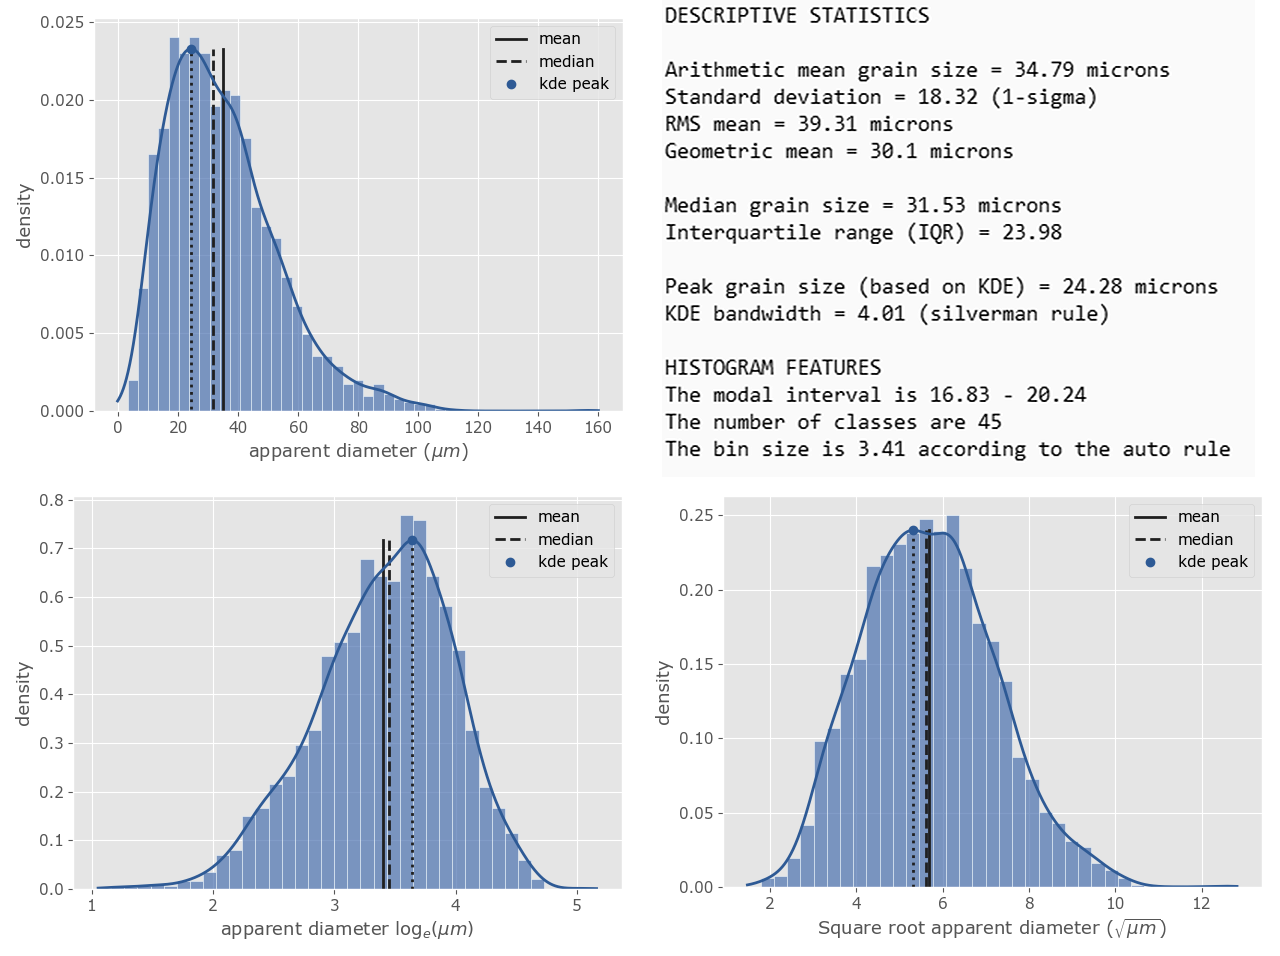 0.025
0.020
0.015
0.010
0.005
0.000
density
0 20 40 60 80 100 120 140 160
apparent diameter (μm)
mean
median
kde peak
DESCRIPTIVE STATISTICS
Arithmetic mean grain size = 34.79 microns
Standard deviation = 18.32 (1-sigma)
RMS mean = 39.31 microns
Geometric mean = 30.1 microns
Median grain size = 31.53 microns
Interquartile range (IQR) = 23.98
Peak grain size (based on KDE) = 24.28 microns
KDE bandwidth = 4.01 (silverman rule)
HISTOGRAM FEATURES
The modal interval is 16.83 - 20.24
The number of classes are 45
The bin size is 3.41 according to the auto rule
0.8
0.7
0.6
0.5
0.4
0.3
0.2
0.1
0.0
density
1 2 3 4 5
apparent diameter logₑ(μm)
mean
median
kde peak
0.25
0.20
0.15
0.10
0.05
0.00
density
2 4 6 8 10 12
Square root apparent diameter (√μm)
mean
median
kde peak